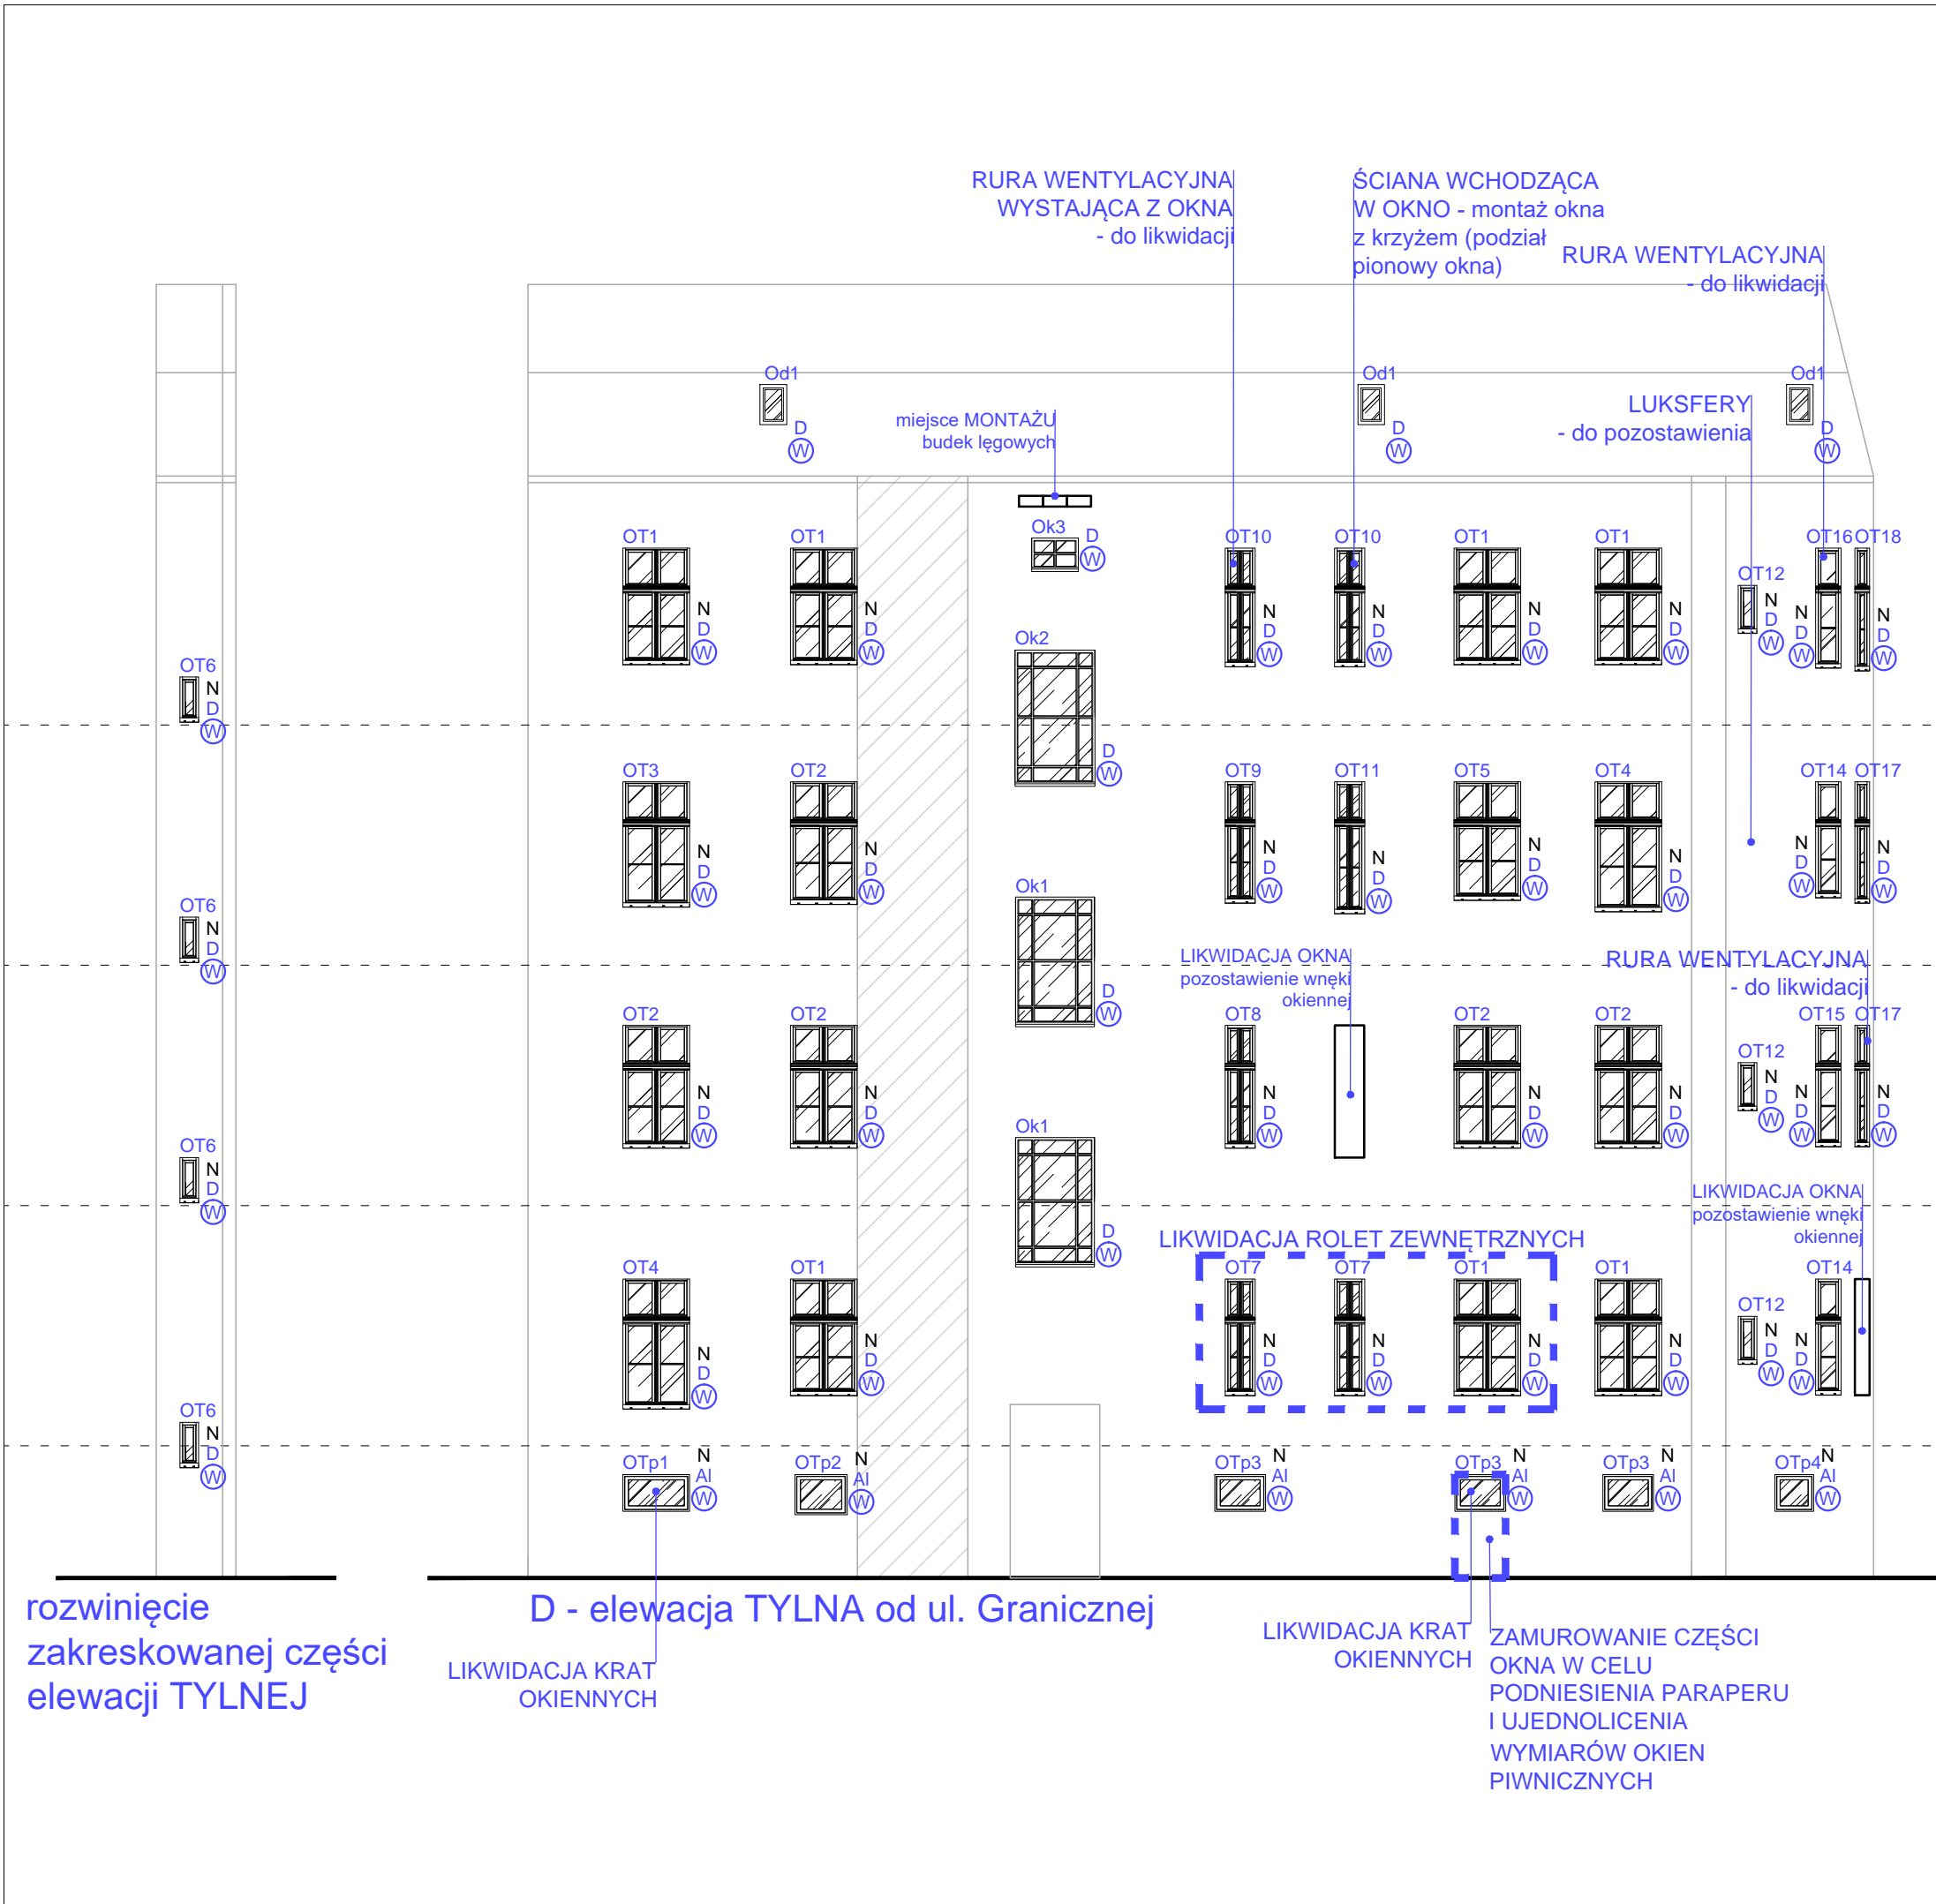 RURA WENTYLACYJNA
WYSTAJĄCA Z OKNA
- do likwidacji
ŚCIANA WCHODZĄCA
W OKNO - montaż okna
z krzyżem (podział
pionowy okna)
RURA WENTYLACYJNA
- do likwidacji
Od1
D
W
Od1
D
W
Od1
D
W
miejsce MONTAŻU
budek lęgowych
LUKSFERY
- do pozostawienia
OT1
N
D
W
OT1
N
D
W
Ok3
D
W
OT10
N
D
W
OT10
N
D
W
OT1
N
D
W
OT1
N
D
W
OT12
N
D
W
OT16
N
D
W
OT18
N
D
W
OT6
N
D
W
Ok2
D
W
OT3
N
D
W
OT2
N
D
W
OT9
N
D
W
OT11
N
D
W
OT5
N
D
W
OT4
N
D
W
OT14
N
D
W
OT17
N
D
W
OT6
N
D
W
Ok1
D
W
LIKWIDACJA OKNA
pozostawienie wnęki
okiennej
RURA WENTYLACYJNA
- do likwidacji
OT2
N
D
W
OT2
N
D
W
OT8
N
D
W
OT2
N
D
W
OT2
N
D
W
OT12
N
D
W
OT15
N
D
W
OT17
N
D
W
OT6
N
D
W
Ok1
D
W
LIKWIDACJA OKNA
pozostawienie wnęki
okiennej
LIKWIDACJA ROLET ZEWNĘTRZNYCH
OT4
N
D
W
OT1
N
D
W
OT7
N
D
W
OT7
N
D
W
OT1
N
D
W
OT1
N
D
W
OT12
N
D
W
OT14
N
D
W
OT6
N
D
W
OTp1
N
Al
W
OTp2
N
Al
W
OTp3
N
Al
W
OTp3
N
Al
W
OTp3
N
Al
W
OTp4
N
Al
W
rozwinięcie
zakreskowanej części
elewacji TYLNEJ
D - elewacja TYLNA od ul. Granicznej
LIKWIDACJA KRAT
OKIENNYCH
LIKWIDACJA KRAT
OKIENNYCH
ZAMUROWANIE CZĘŚCI
OKNA W CELU
PODNIESIENIA PARAPERU
I UJEDNOLICENIA
WYMIARÓW OKIEN
PIWNICZNYCH